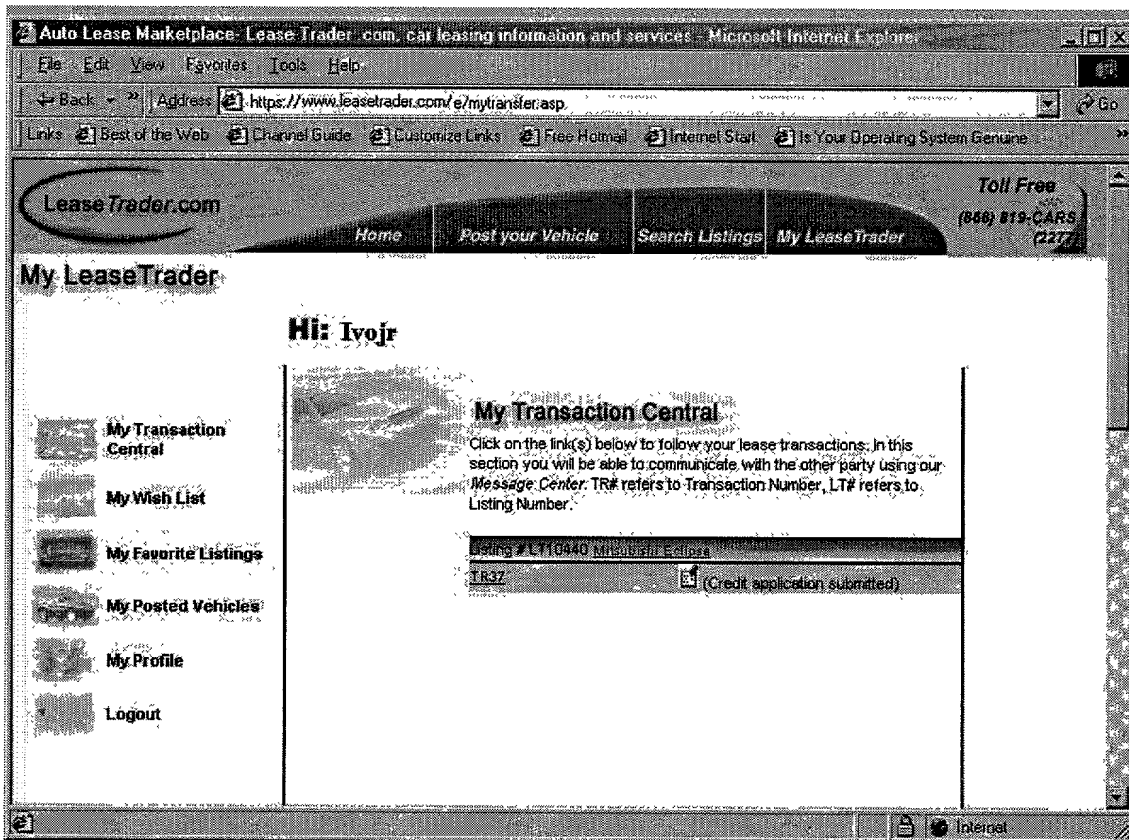 Auto Lease Marketplace- Lease Trader .com, car leasing information and services - Microsoft Internet Explorer
File Edit View Favorites Tools Help
Back » Address https://www.leasetrader.com/e/mytransfer.asp Go
Links Best of the Web Channel Guide Customize Links Free Hotmail Internet Start Is Your Operating System Genuine »
LeaseTrader.com
Home Post your Vehicle Search Listings My LeaseTrader
Toll Free
(866) 819-CARS
(2277)
My LeaseTrader
Hi: Ivojr
My Transaction Central
My Wish List
My Favorite Listings
My Posted Vehicles
My Profile
Logout
My Transaction Central
Click on the link(s) below to follow your lease transactions. In this
section you will be able to communicate with the other party using our
Message Center. TR# refers to Transaction Number, LT# refers to
Listing Number.
Listing # LT10440 Mitsubishi Eclipse
TR37 (Credit application submitted)
Internet